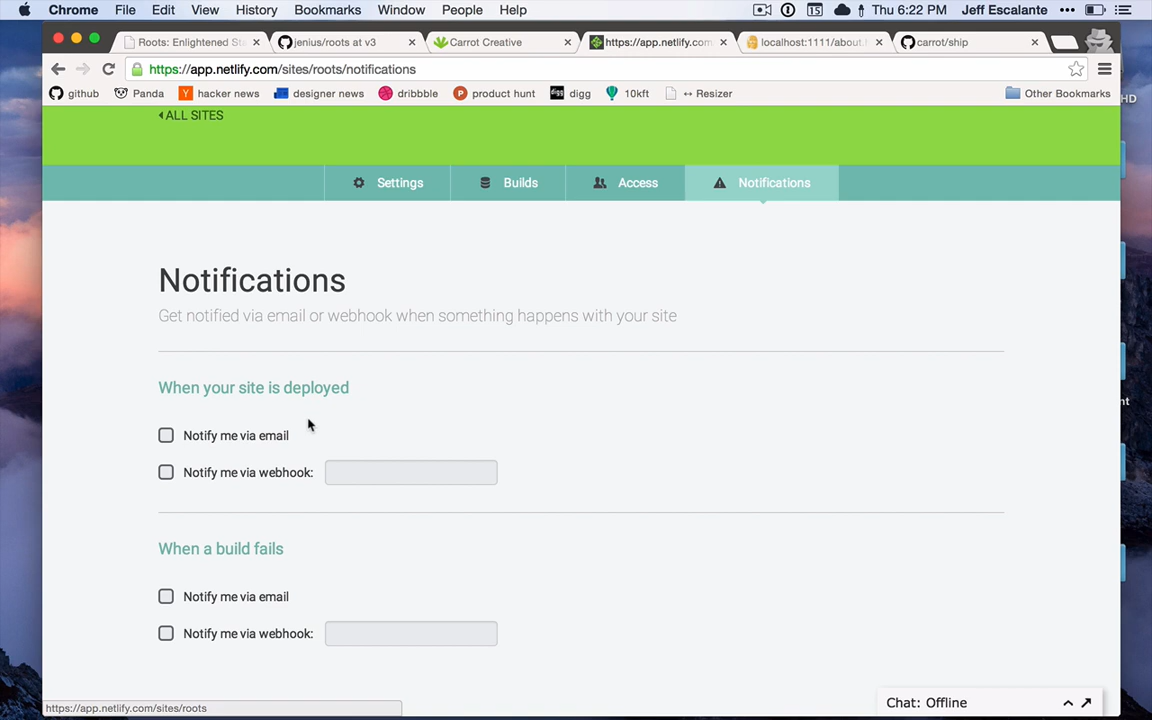 Chrome File Edit View History Bookmarks Window People Help 15 Thu 6:22 PM Jeff Escalante
Roots: Enlightened St jenius/roots at v3 Carrot Creative https://app.netlify.com localhost:1111/about. carrot/ship
https://app.netlify.com/sites/roots/notifications
github Panda Y hacker news designer news dribbble P product hunt digg digg 10kft ↔ Resizer Other Bookmarks
HD
ALL SITES
Settings Builds Access Notifications
Notifications
Get notified via email or webhook when something happens with your site
When your site is deployed
nt
Notify me via email
Notify me via webhook:
When a build fails
Notify me via email
Notify me via webhook:
https://app.netlify.com/sites/roots
Chat: Offline